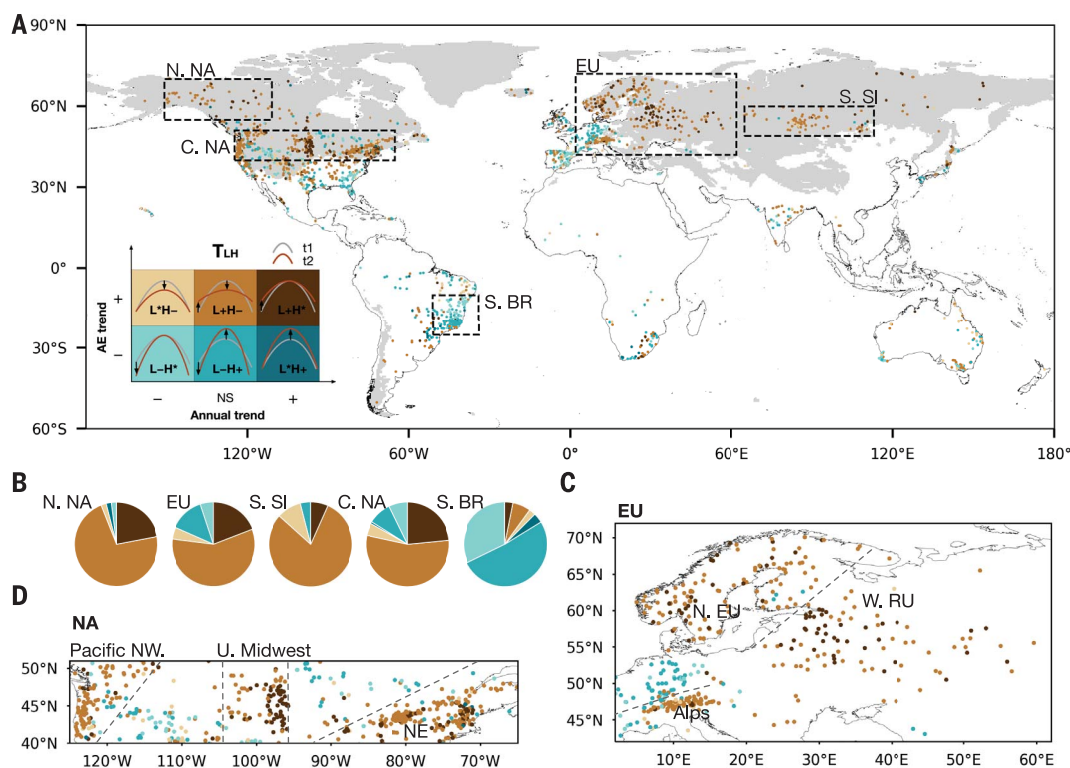 A
90°N
60°N
30°N
0°
30°S
60°S
120°W
60°W
0°
60°E
120°E
180°
N. NA
C. NA
EU
S. SI
S. BR
T_LH
t1
t2
AE trend
+
−
L*H−
L+H−
L+H*
L−H*
L−H+
L*H+
−
NS
+
Annual trend
B
N. NA
EU
S. SI
C. NA
S. BR
C
EU
70°N
65°N
60°N
55°N
50°N
45°N
N. EU
W. RU
Alps
10°E
20°E
30°E
40°E
50°E
60°E
D
NA
Pacific NW.
U. Midwest
50°N
45°N
40°N
NE
120°W
110°W
100°W
90°W
80°W
70°W